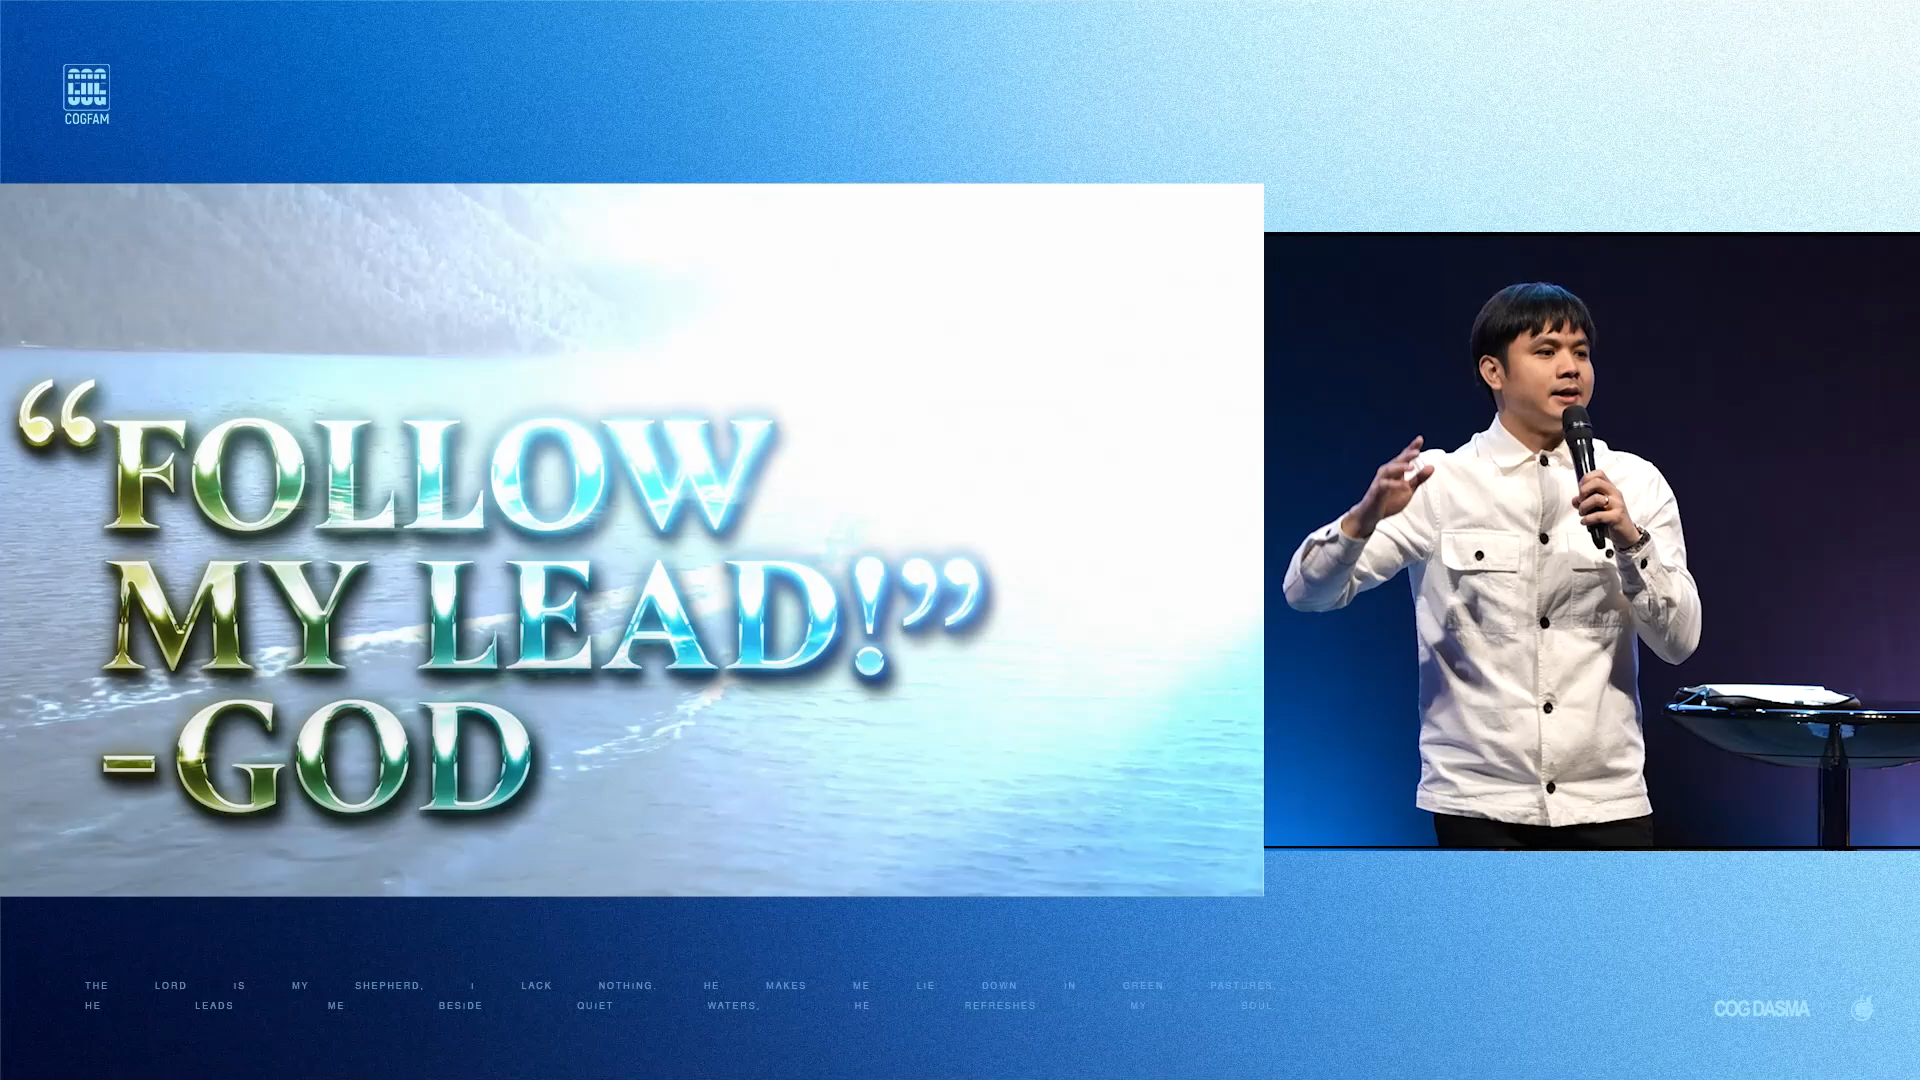 COG
COGFAM
“FOLLOW
MY LEAD!”
-GOD
THE LORD IS MY SHEPHERD, I LACK NOTHING. HE MAKES ME LIE DOWN IN GREEN PASTURES,
HE LEADS ME BESIDE QUIET WATERS, HE REFRESHES MY SOUL
COG DASMA